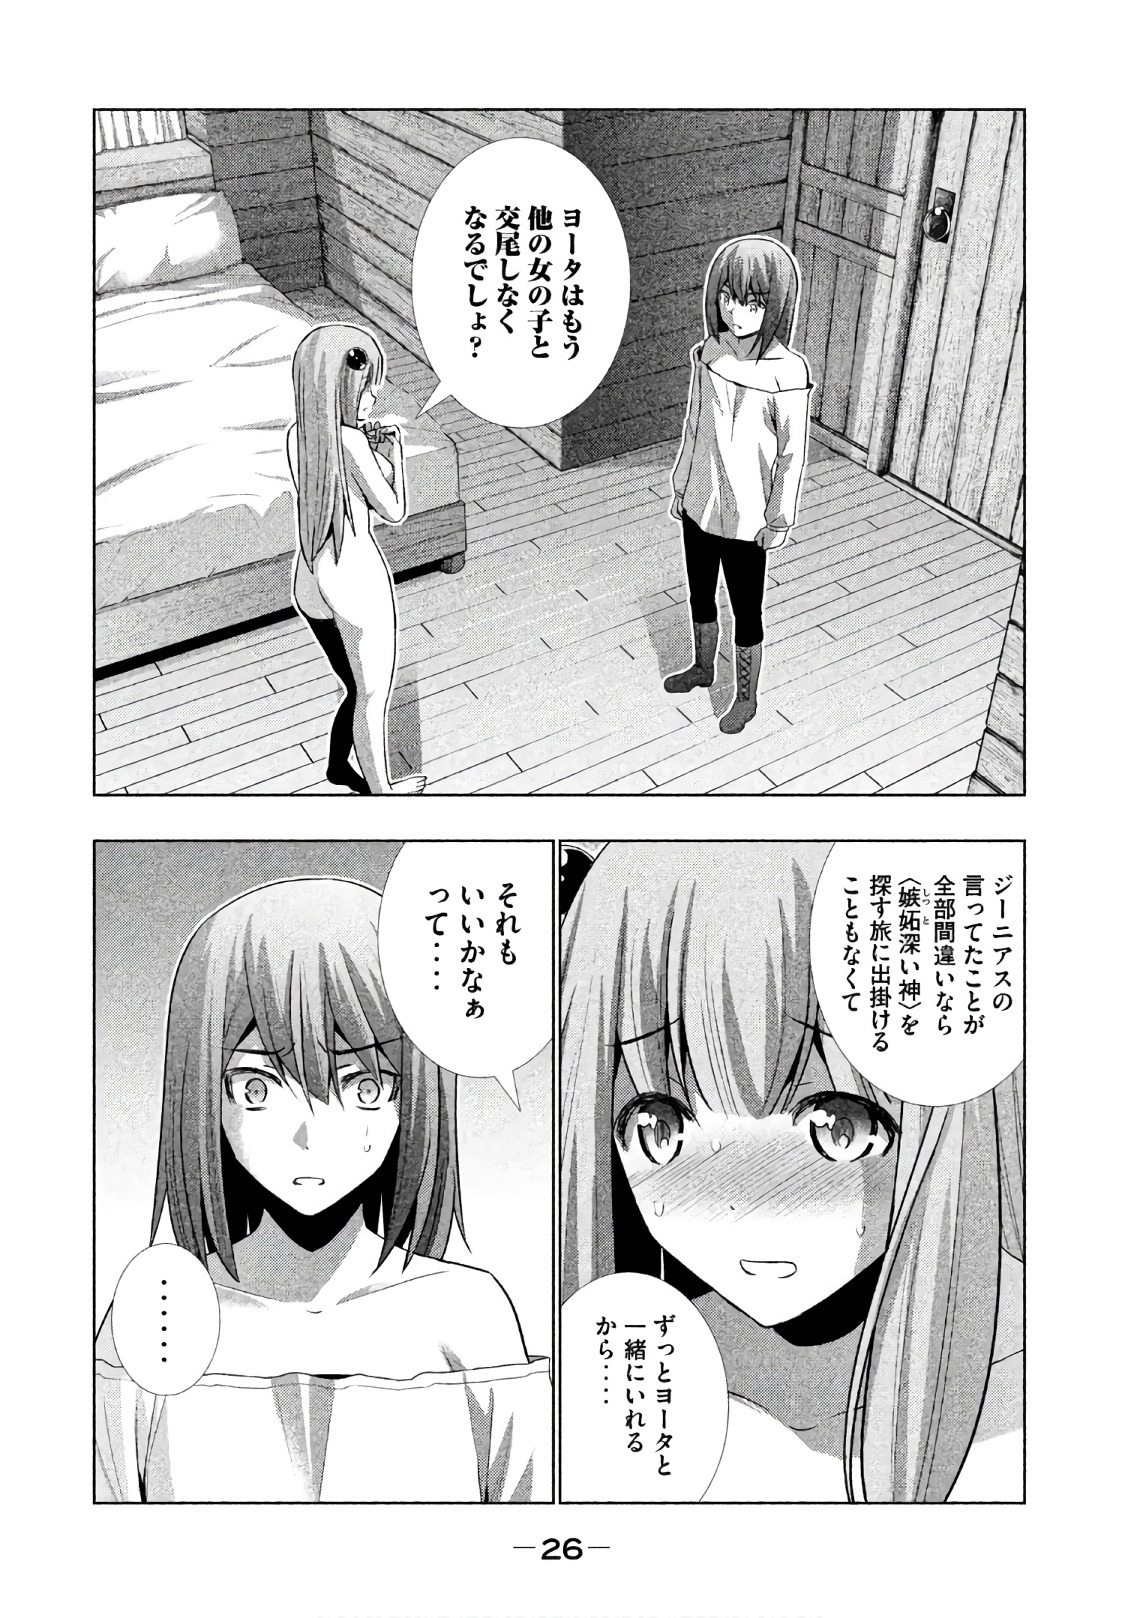 ヨータはもう
他の女の子と
交尾しなく
なるでしょ?
ジーニアスの
言ってたことが
全部間違いなら
〈嫉妬深い神〉を
しっと
探す旅に出掛ける
こともなくて
ずっとヨータと
一緒にいれる
から‥‥
それも
いいかなぁ
って‥‥
‥‥‥
—26—